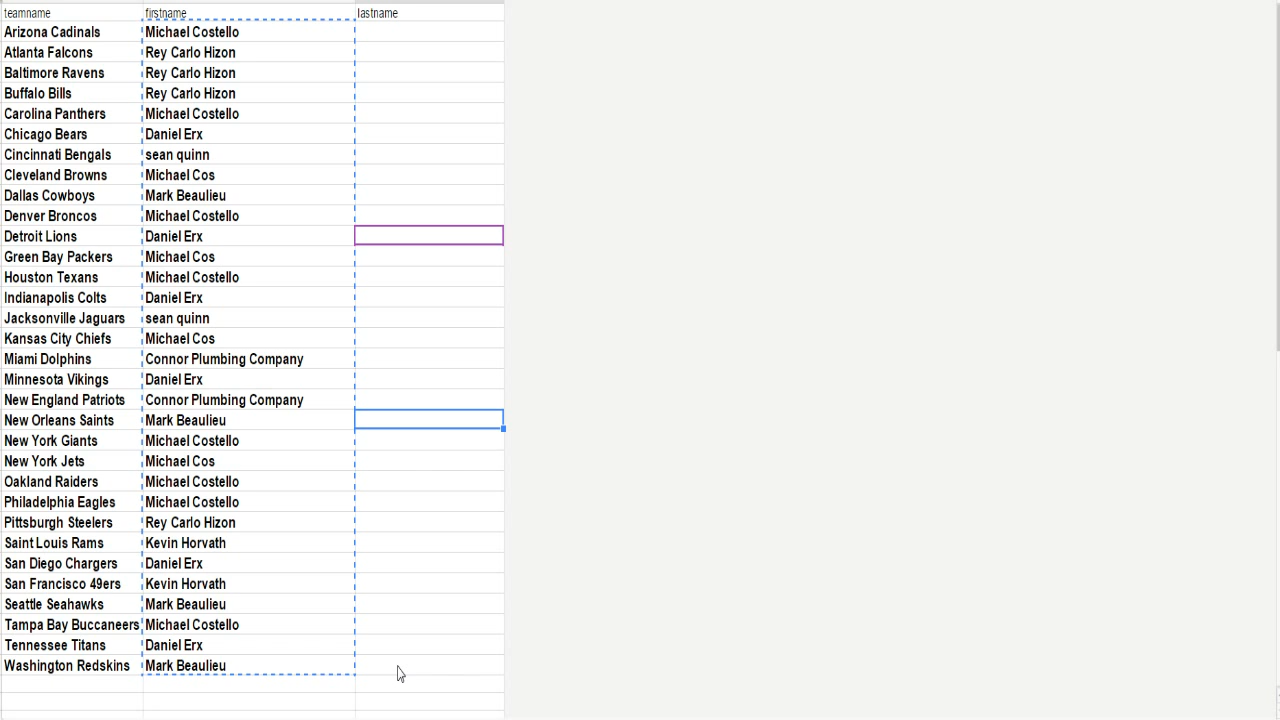 teamname firstname lastname
Arizona Cadinals Michael Costello
Atlanta Falcons Rey Carlo Hizon
Baltimore Ravens Rey Carlo Hizon
Buffalo Bills Rey Carlo Hizon
Carolina Panthers Michael Costello
Chicago Bears Daniel Erx
Cincinnati Bengals sean quinn
Cleveland Browns Michael Cos
Dallas Cowboys Mark Beaulieu
Denver Broncos Michael Costello
Detroit Lions Daniel Erx
Green Bay Packers Michael Cos
Houston Texans Michael Costello
Indianapolis Colts Daniel Erx
Jacksonville Jaguars sean quinn
Kansas City Chiefs Michael Cos
Miami Dolphins Connor Plumbing Company
Minnesota Vikings Daniel Erx
New England Patriots Connor Plumbing Company
New Orleans Saints Mark Beaulieu
New York Giants Michael Costello
New York Jets Michael Cos
Oakland Raiders Michael Costello
Philadelphia Eagles Michael Costello
Pittsburgh Steelers Rey Carlo Hizon
Saint Louis Rams Kevin Horvath
San Diego Chargers Daniel Erx
San Francisco 49ers Kevin Horvath
Seattle Seahawks Mark Beaulieu
Tampa Bay Buccaneers Michael Costello
Tennessee Titans Daniel Erx
Washington Redskins Mark Beaulieu